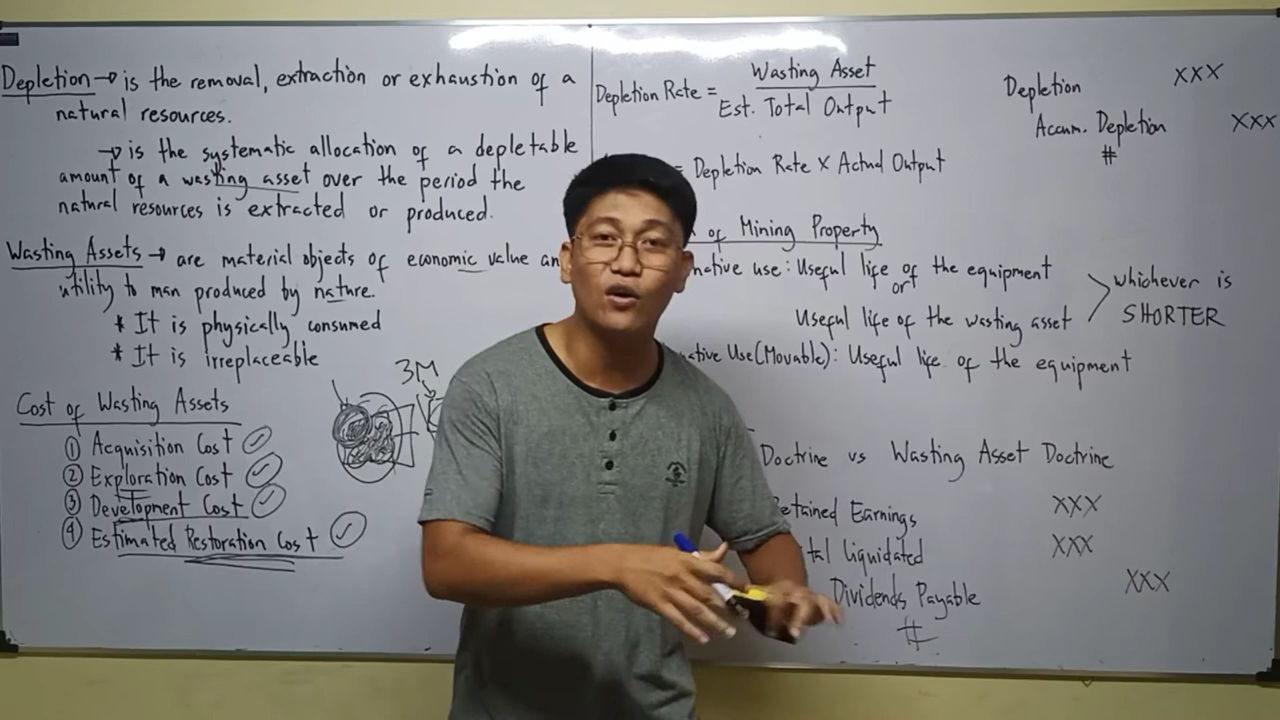 Depletion → is the removal, extraction or exhaustion of a
natural resources.
→ is the systematic allocation of a depletable
amount of a wasting asset over the period the
natural resources is extracted or produced.
Wasting Assets → are material objects of economic value an
utility to man produced by nature.
* It is physically consumed
* It is irreplaceable
Cost of Wasting Assets
① Acquisition Cost ✓
② Exploration Cost ✓
③ Development Cost ✓
④ Estimated Restoration Cost ✓
3M
Depletion Rate = Wasting Asset
Est. Total Output
= Depletion Rate X Actual Output
Depletion XXX
Accum. Depletion XXX
#
of Mining Property
native use: Useful life of the equipment
or
Useful life of the wasting asset
whichever is
SHORTER
native Use (Movable): Useful life of the equipment
Doctrine vs Wasting Asset Doctrine
etained Earnings XXX
tal Liquidated XXX
Dividends Payable XXX
#